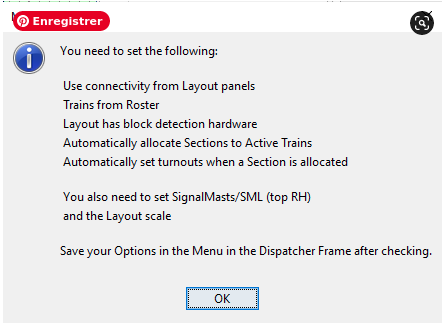 Enregistrer
You need to set the following:
Use connectivity from Layout panels
Trains from Roster
Layout has block detection hardware
Automatically allocate Sections to Active Trains
Automatically set turnouts when a Section is allocated
You also need to set SignalMasts/SML (top RH)
and the Layout scale
Save your Options in the Menu in the Dispatcher Frame after checking.
OK